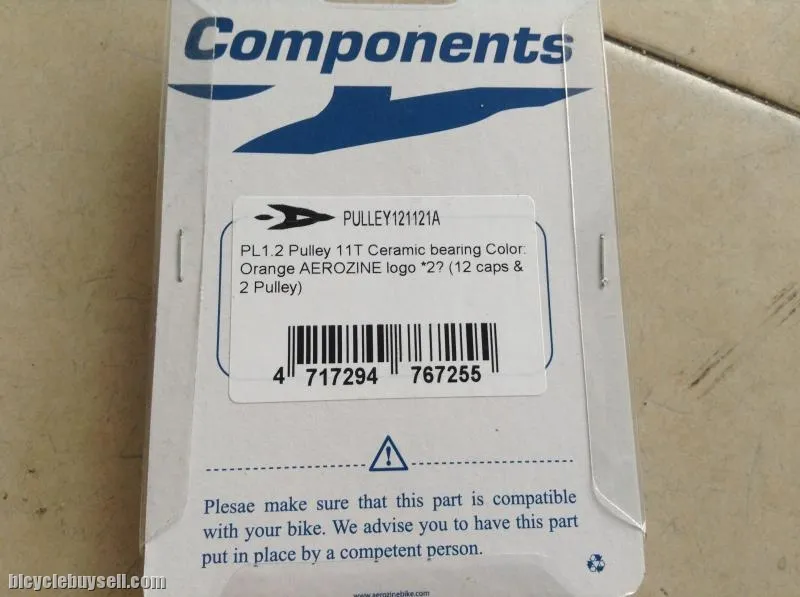 Components
PULLEY121121A
PL1.2 Pulley 11T Ceramic bearing Color:
Orange AEROZINE logo *2? (12 caps &
2 Pulley)
4 717294 767255
Plesae make sure that this part is compatible
with your bike. We advise you to have this part
put in place by a competent person.
www.aerozinebike.com
bicyclebuysell.com